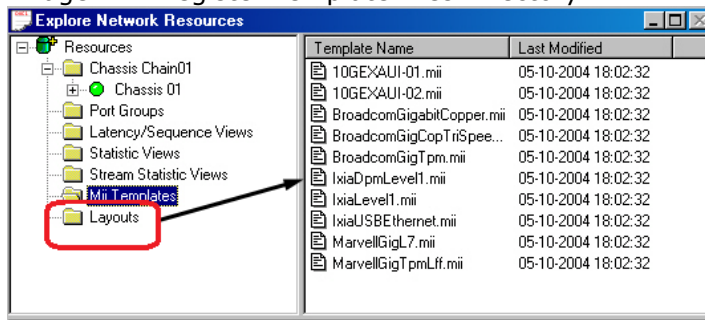 Explore Network Resources
Resources
Chassis Chain01
Chassis 01
Port Groups
Latency/Sequence Views
Statistic Views
Stream Statistic Views
Mii Templates
Layouts
Template Name Last Modified
10GEXAUI-01.mii 05-10-2004 18:02:32
10GEXAUI-02.mii 05-10-2004 18:02:32
BroadcomGigabitCopper.mii 05-10-2004 18:02:32
BroadcomGigCopTriSpee... 05-10-2004 18:02:32
BroadcomGigTpm.mii 05-10-2004 18:02:32
IxiaDpmLevel1.mii 05-10-2004 18:02:32
IxiaLevel1.mii 05-10-2004 18:02:32
IxiaUSBEthernet.mii 05-10-2004 18:02:32
MarvellGigL7.mii 05-10-2004 18:02:32
MarvellGigTpmLff.mii 05-10-2004 18:02:32